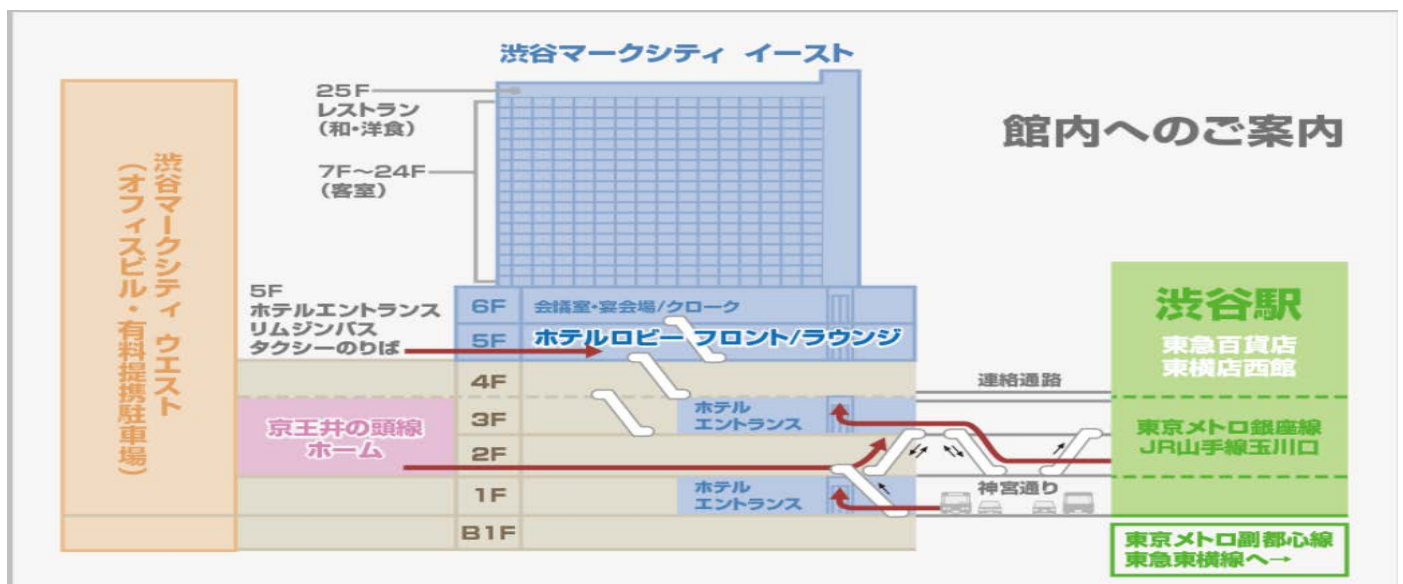 渋谷マークシティ イースト
館内へのご案内
25F
レストラン
(和・洋食)
7F〜24F
(客室)
渋谷マークシティ ウエスト
(オフィスビル・有料提携駐車場)
5F
ホテルエントランス
リムジンバス
タクシーのりば
6F
会議室・宴会場/クローク
5F
ホテルロビー フロント/ラウンジ
4F
連絡通路
3F
ホテル
エントランス
2F
京王井の頭線
ホーム
1F
ホテル
エントランス
神宮通り
B1F
渋谷駅
東急百貨店
東横店西館
東京メトロ銀座線
JR山手線玉川口
東京メトロ副都心線
東急東横線へ→